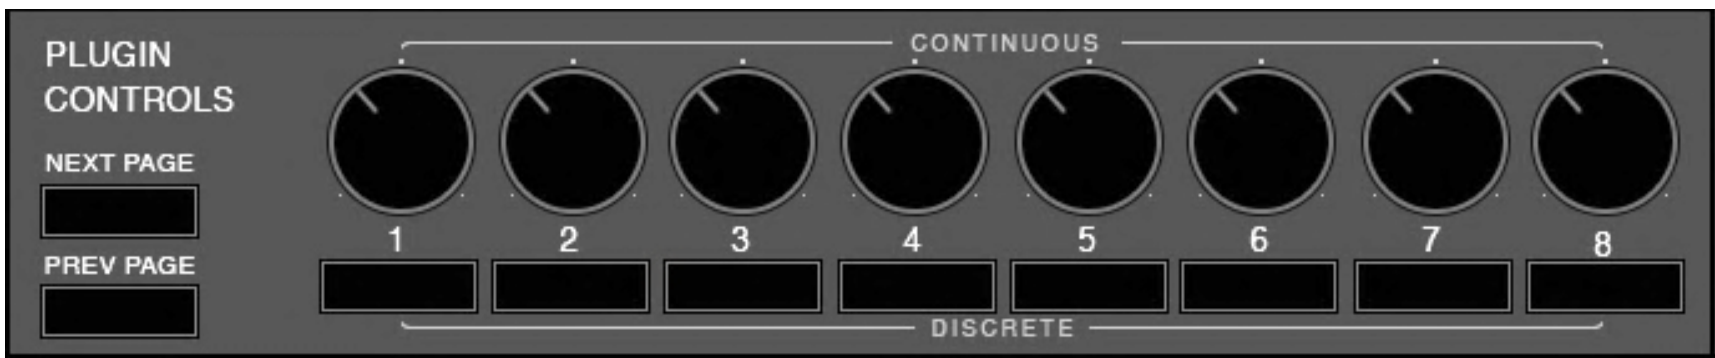 PLUGIN
CONTROLS
NEXT PAGE
PREV PAGE
CONTINUOUS
1 2 3 4 5 6 7 8
DISCRETE